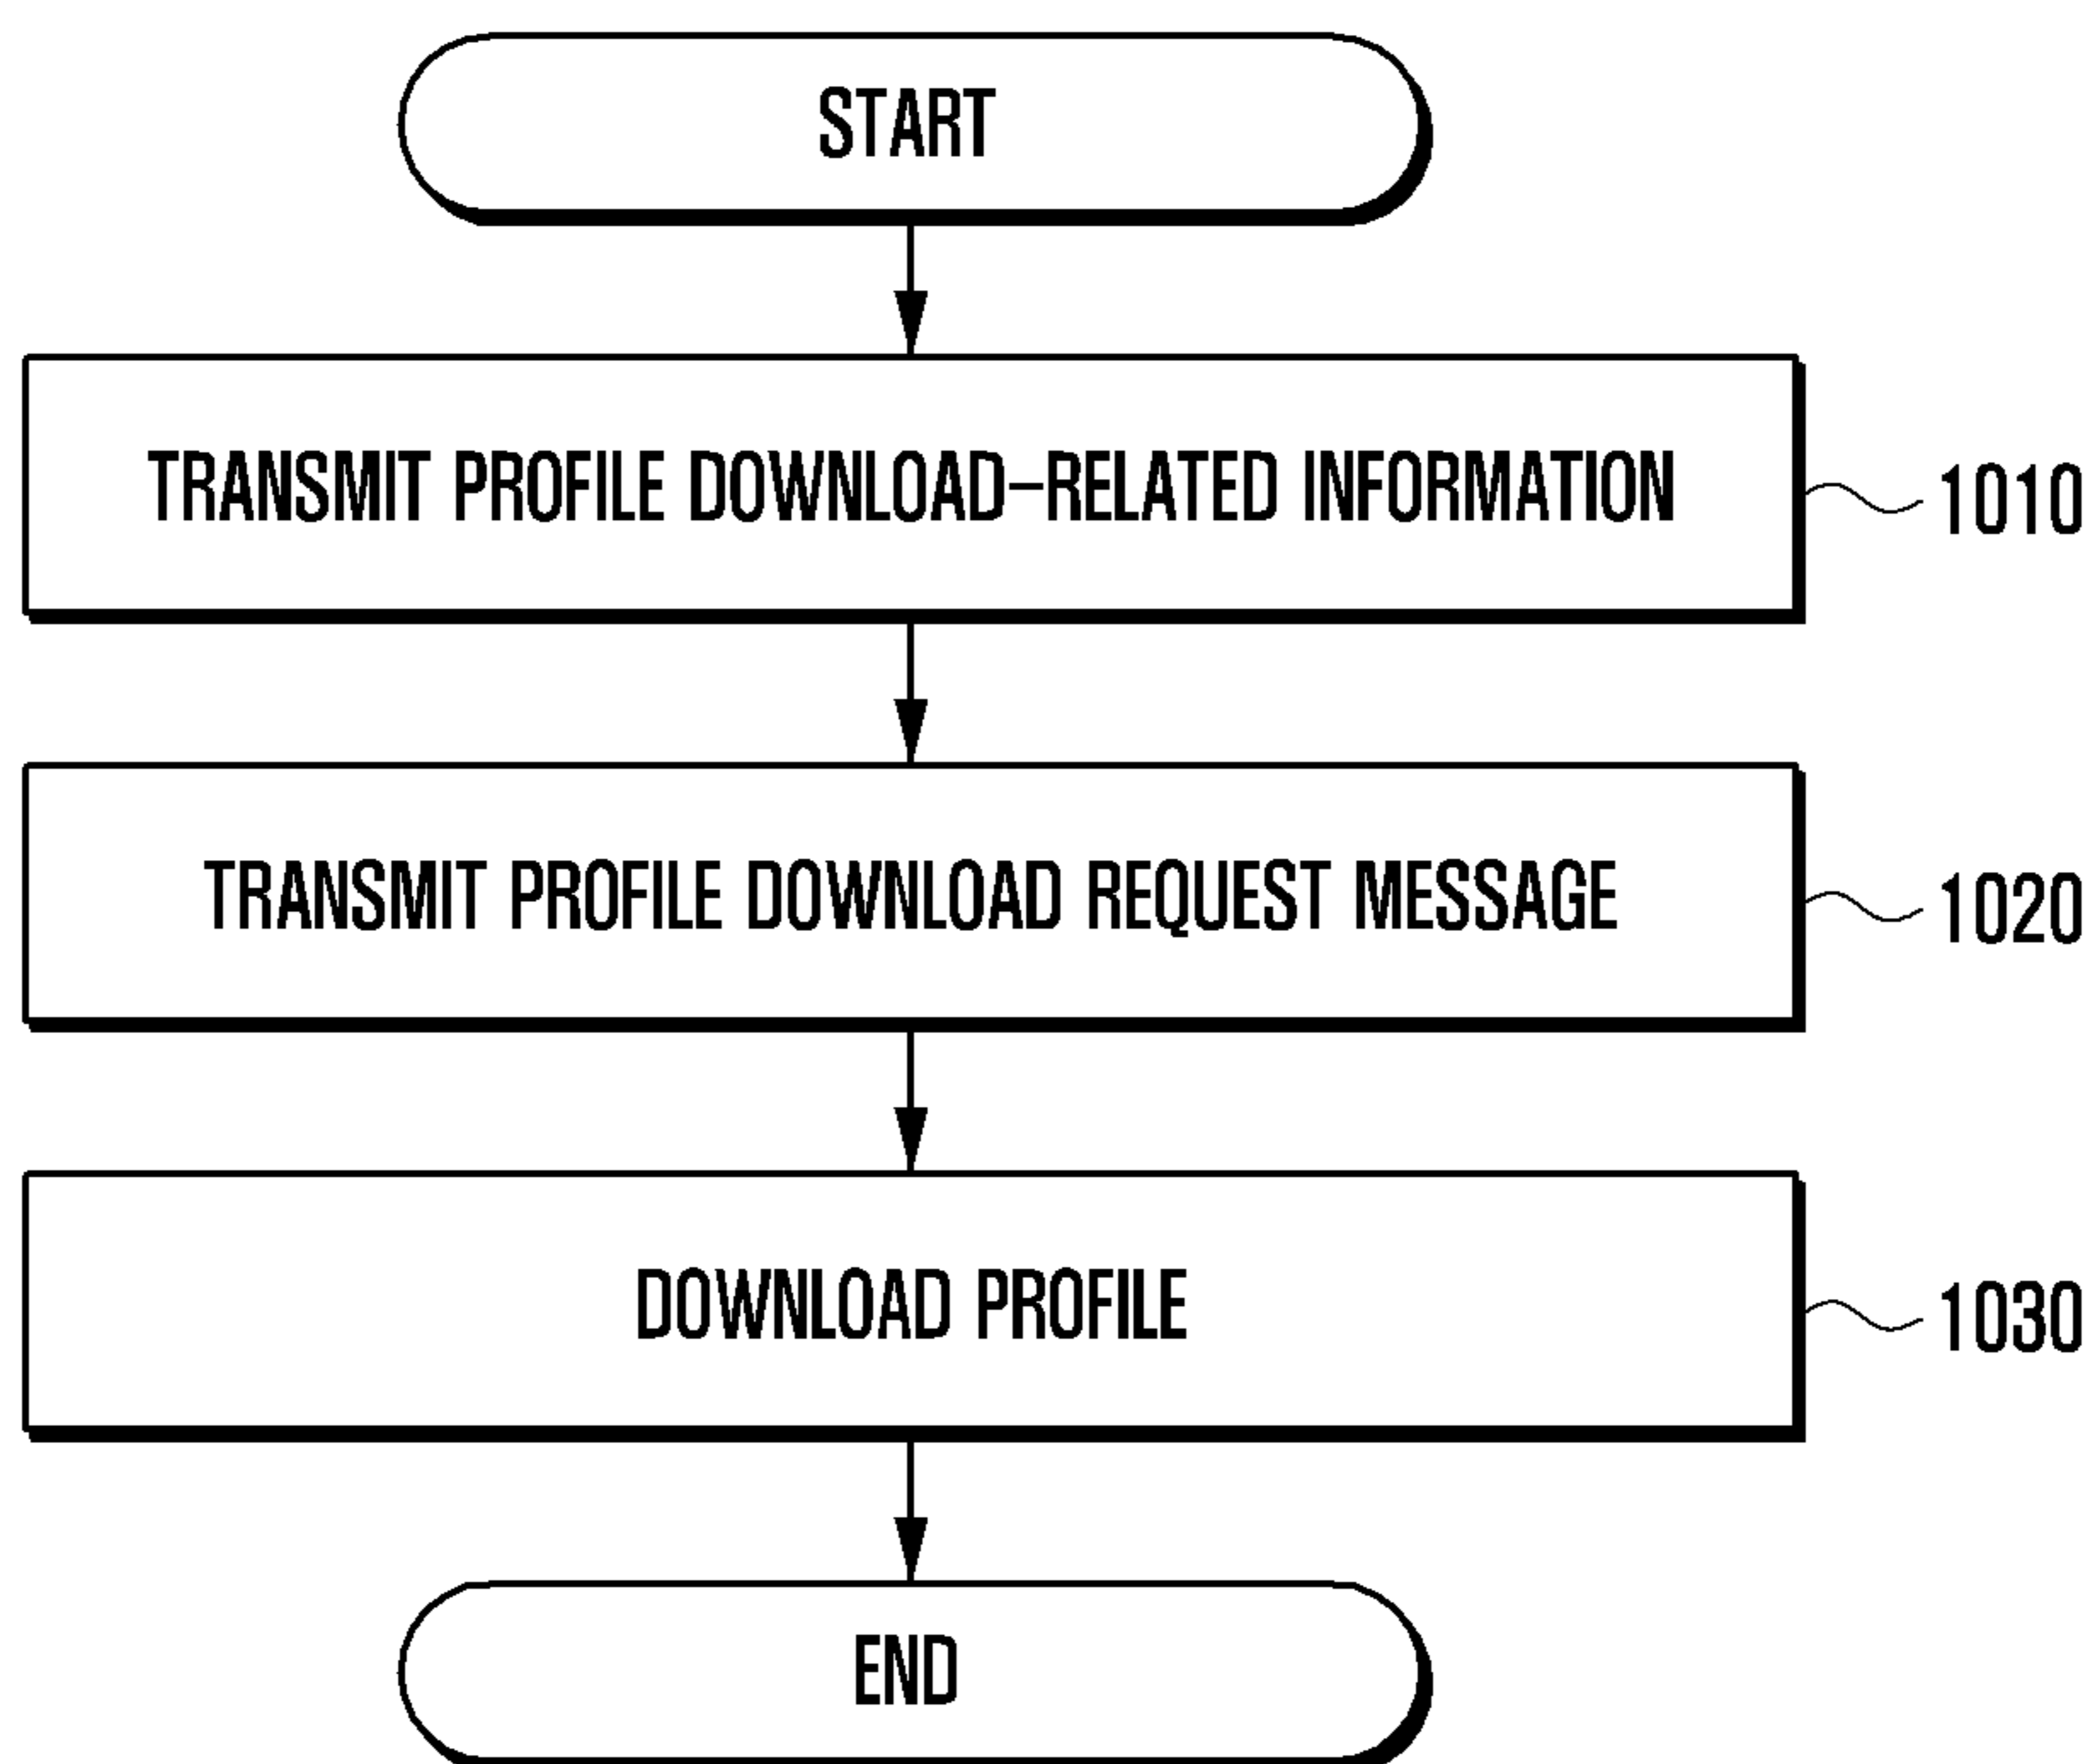 START
TRANSMIT PROFILE DOWNLOAD-RELATED INFORMATION
1010
TRANSMIT PROFILE DOWNLOAD REQUEST MESSAGE
1020
DOWNLOAD PROFILE
1030
END